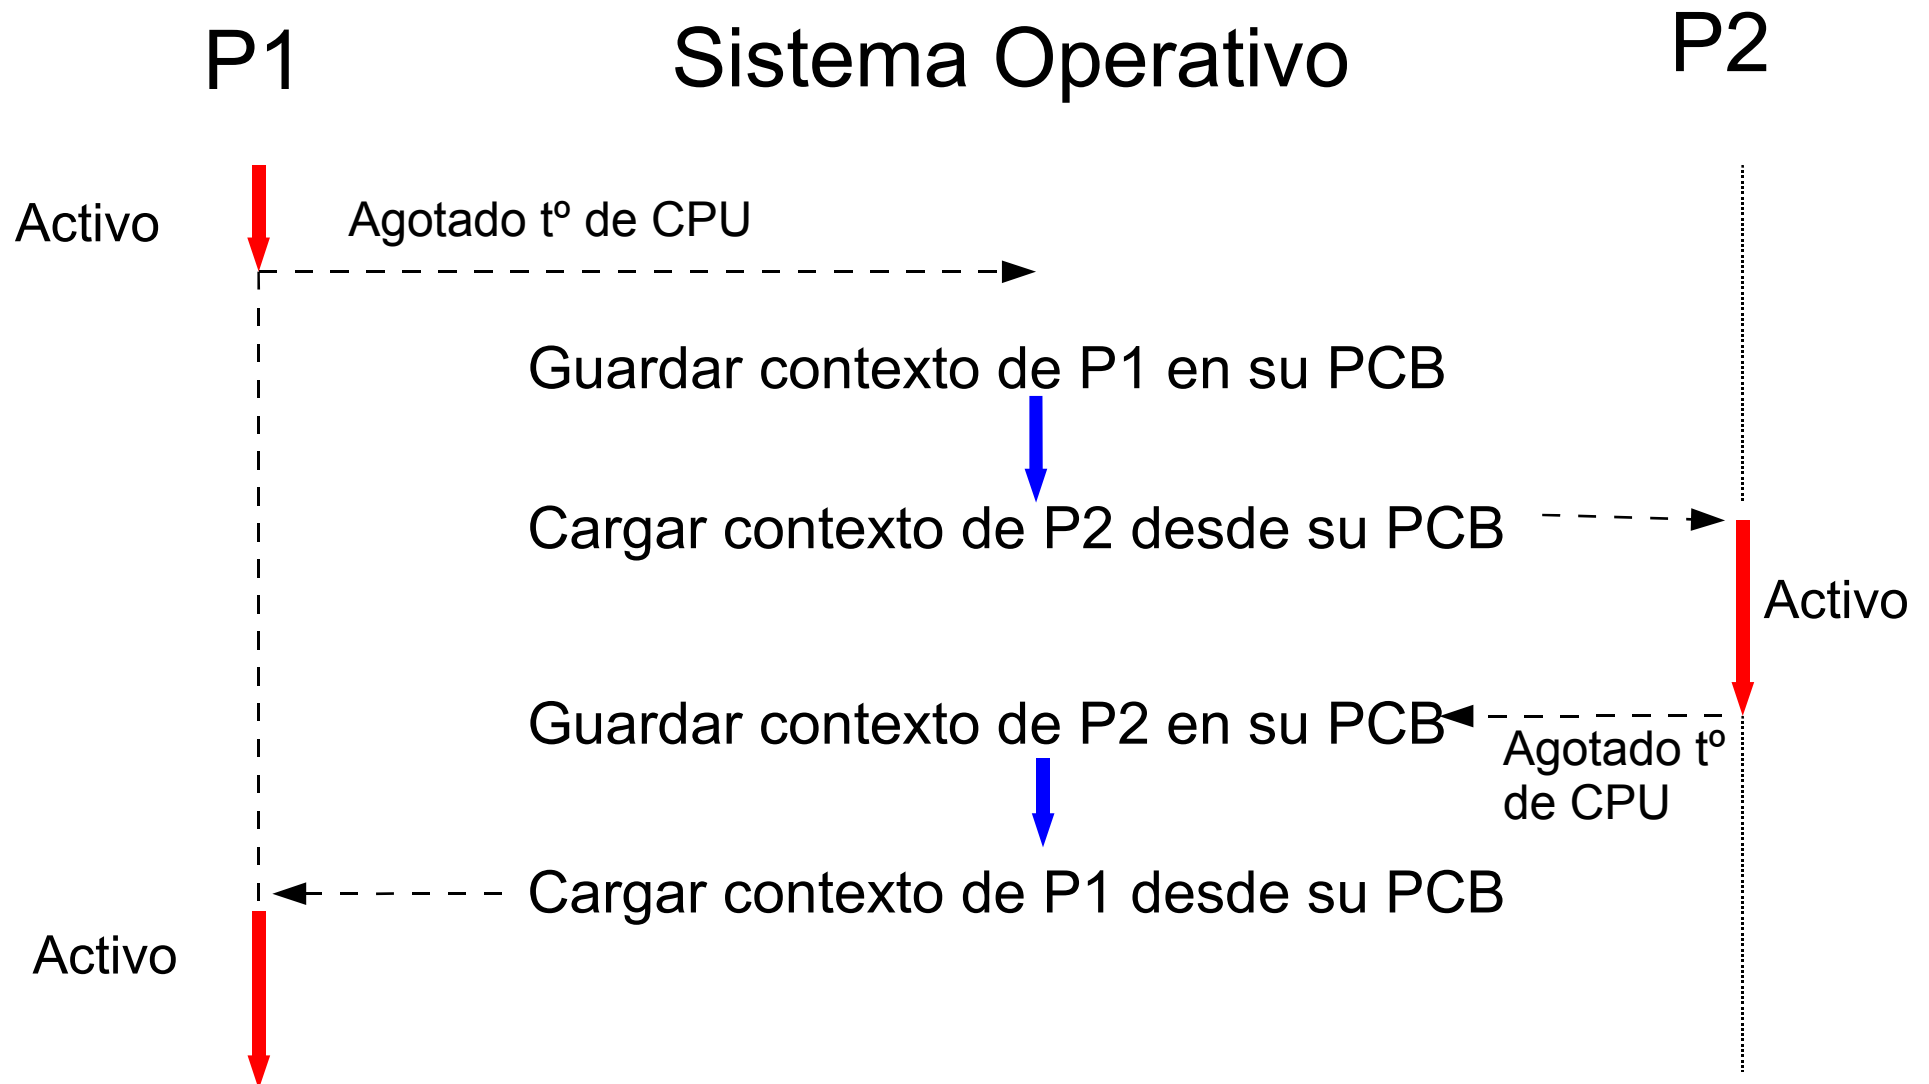 P1
Sistema Operativo
P2
Activo
Agotado tº de CPU
Guardar contexto de P1 en su PCB
Cargar contexto de P2 desde su PCB
Activo
Guardar contexto de P2 en su PCB
Agotado tº
de CPU
Cargar contexto de P1 desde su PCB
Activo